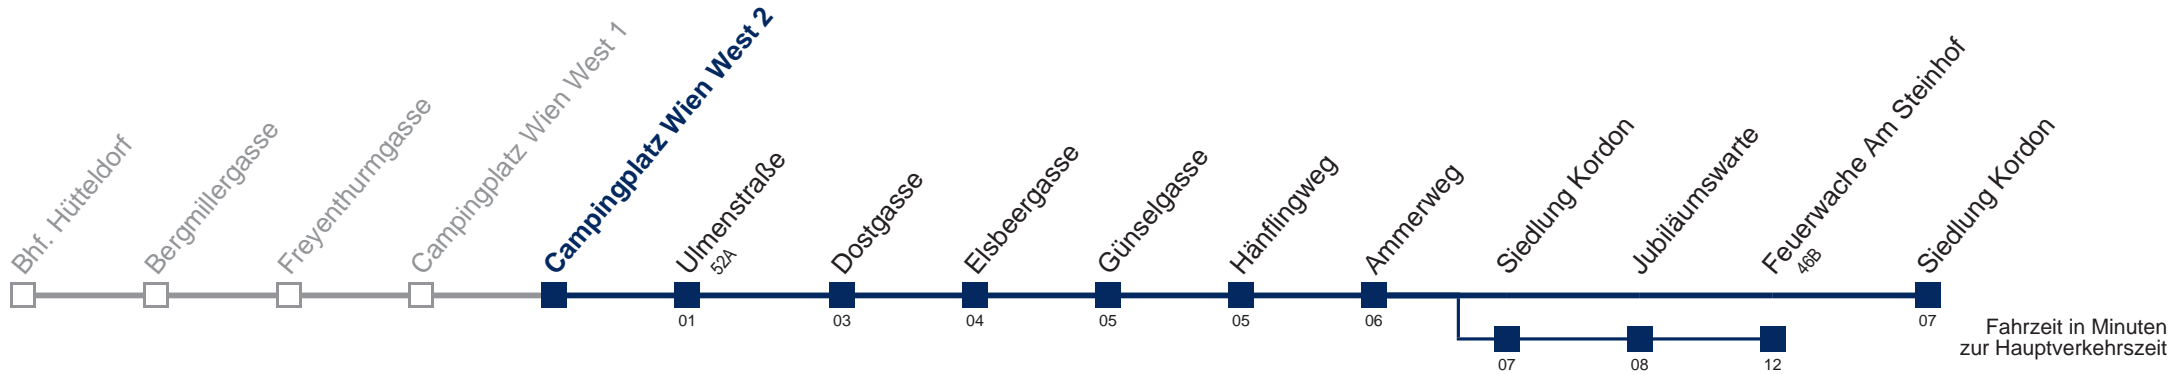 Bhf. Hütteldorf
Bergmillergasse
Freyenthurmgasse
Campingplatz Wien West 1
Campingplatz Wien West 2
Ulmenstraße
52A
Dostgasse
Elsbeergasse
Günselgasse
Hänflingweg
Ammerweg
Siedlung Kordon
Jubiläumswarte
Feuerwache Am Steinhof
46B
Siedlung Kordon
01
03
04
05
05
06
07
07
08
12
Fahrzeit in Minuten
zur Hauptverkehrszeit